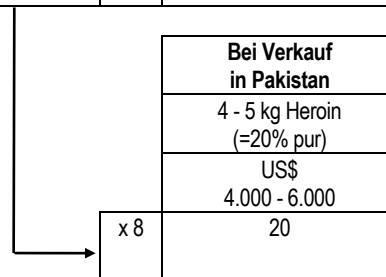 Bei Verkauf
in Pakistan
4 - 5 kg Heroin
(=20% pur)
US$
4.000 - 6.000
x 8 20